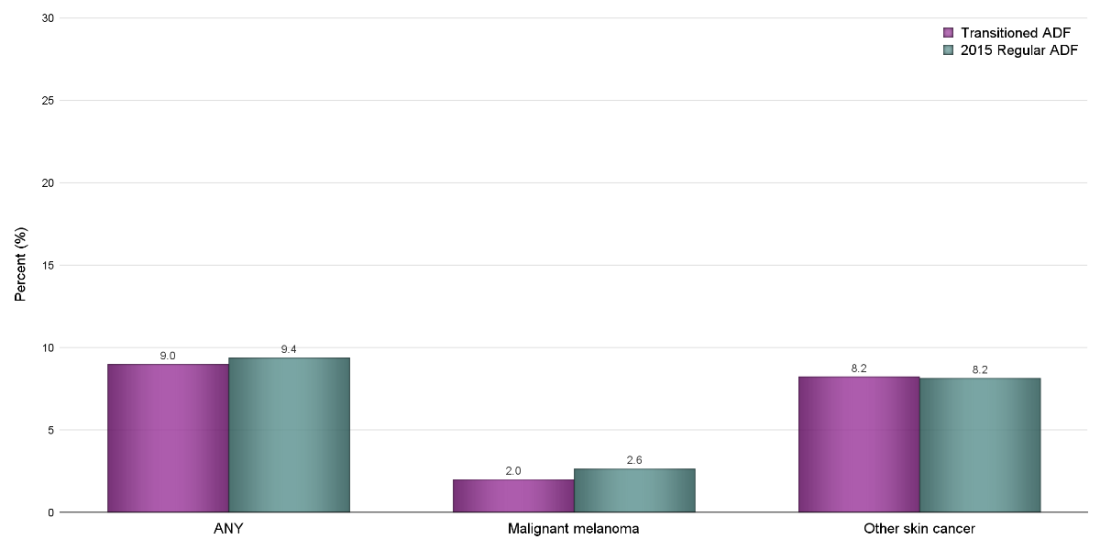 30
Transitioned ADF
2015 Regular ADF
25
20
15
Percent (%)
10
9.0
9.4
8.2
8.2
5
2.0
2.6
0
ANY
Malignant melanoma
Other skin cancer